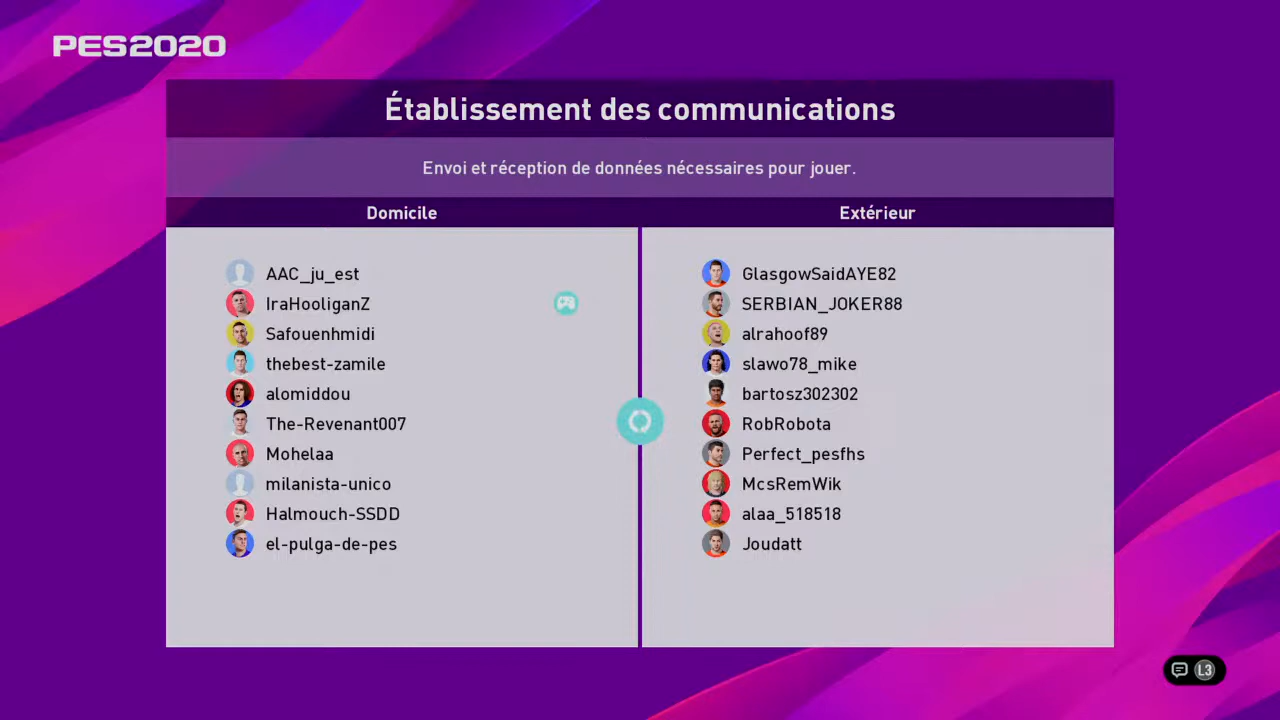 PES2020
Établissement des communications
Envoi et réception de données nécessaires pour jouer.
Domicile
Extérieur
AAC_ju_est
IraHooliganZ
Safouenhmidi
thebest-zamile
alomiddou
The-Revenant007
Mohelaa
milanista-unico
Halmouch-SSDD
el-pulga-de-pes
GlasgowSaidAYE82
SERBIAN_JOKER88
alrahoof89
slawo78_mike
bartosz302302
RobRobota
Perfect_pesfhs
McsRemWik
alaa_518518
Joudatt
L3